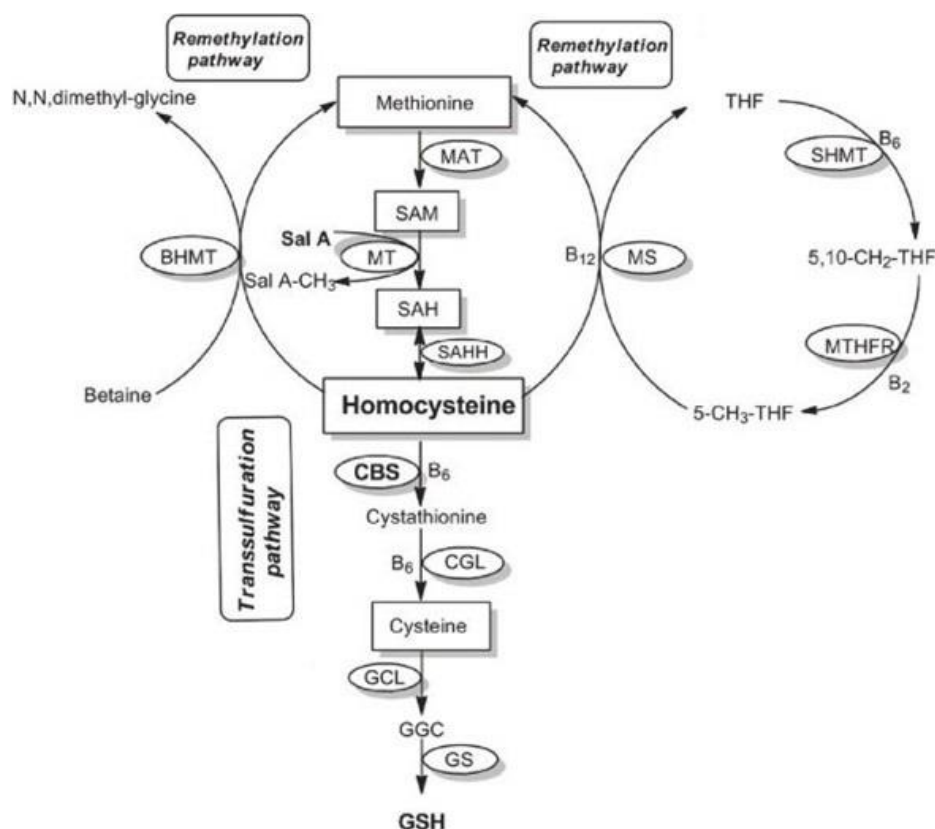 Remethylation
pathway
Remethylation
pathway
N,N,dimethyl-glycine
Methionine
THF
MAT
B6
SHMT
SAM
Sal A
BHMT
MT
B12
MS
5,10-CH2-THF
Sal A-CH3
SAH
SAHH
MTHFR
B2
Betaine
Homocysteine
5-CH3-THF
Transsulfuration
pathway
CBS
B6
Cystathionine
B6
CGL
Cysteine
GCL
GGC
GS
GSH